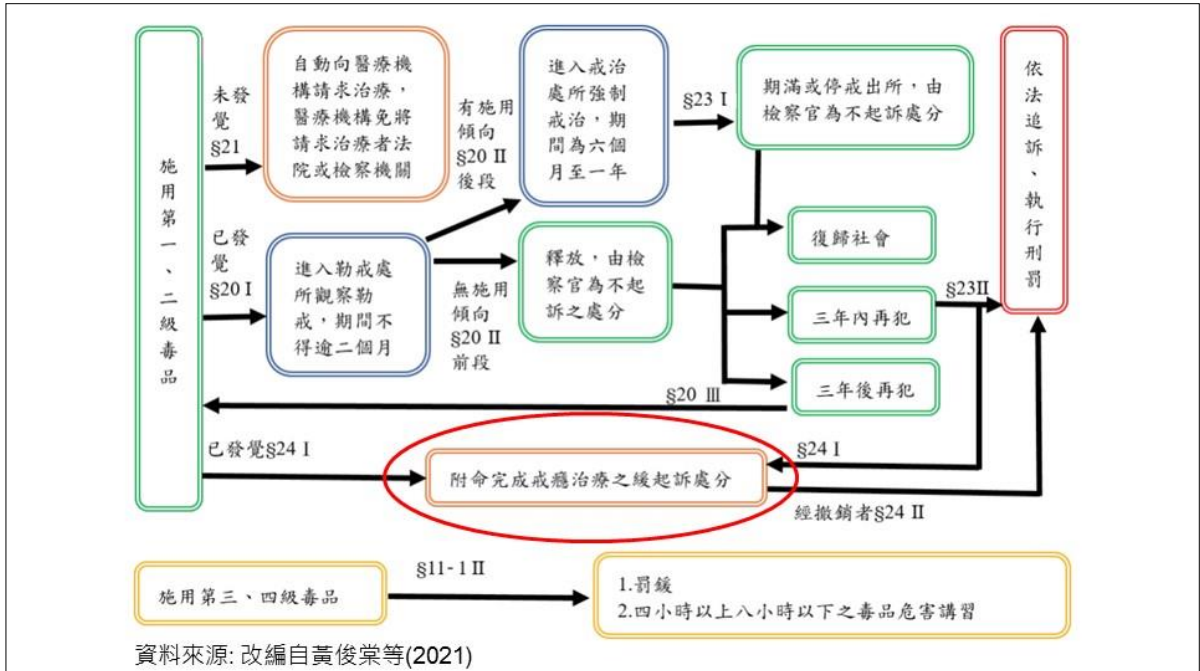 施用第一、二級毒品
未發覺
§21
自動向醫療機
構請求治療，
醫療機構免將
請求治療者法
院或檢察機關
已發覺
§20 I
進入勒戒處
所觀察勒
戒，期間不
得逾二個月
有施用
傾向
§20 II
後段
進入戒治
處所強制
戒治，期
間為六個
月至一年
§23 I
期滿或停戒出所，由
檢察官為不起訴處分
無施用
傾向
§20 II
前段
釋放，由檢
察官為不起
訴之處分
復歸社會
三年內再犯
三年後再犯
§23II
依法追訴、執行刑罰
§20 III
已發覺§24 I
附命完成戒癮治療之緩起訴處分
§24 I
經撤銷者§24 II
施用第三、四級毒品
§11-1 II
1.罰鍰
2.四小時以上八小時以下之毒品危害講習
資料來源: 改編自黃俊棠等(2021)